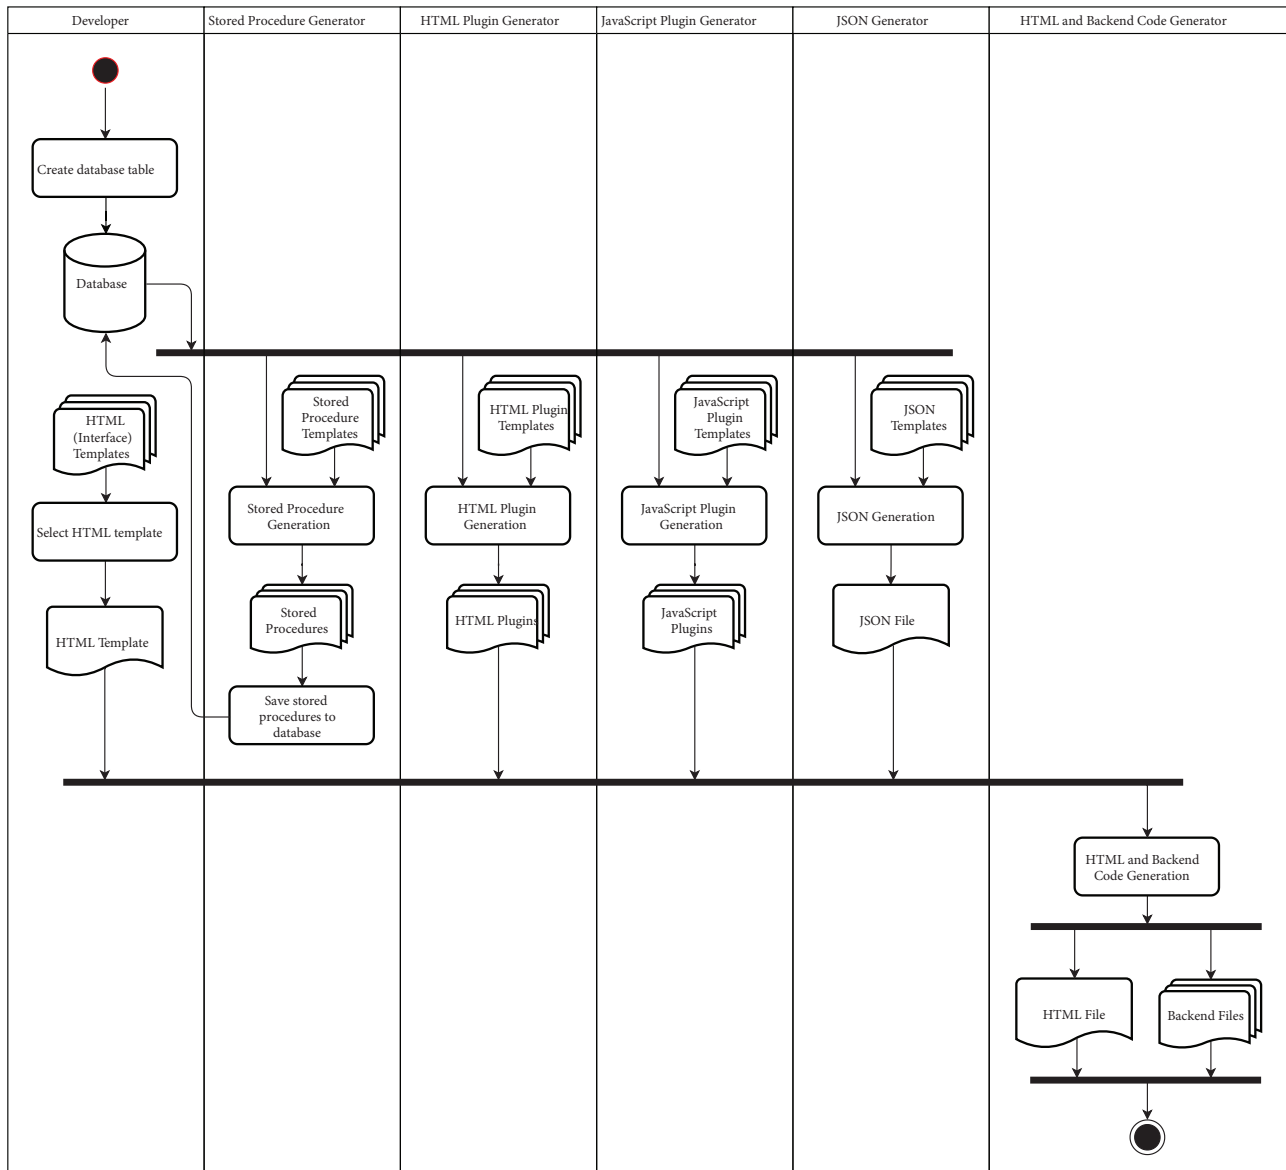 Developer
Stored Procedure Generator
HTML Plugin Generator
JavaScript Plugin Generator
JSON Generator
HTML and Backend Code Generator
Create database table
Database
HTML
(Interface)
Templates
Select HTML template
HTML Template
Stored
Procedure
Templates
Stored Procedure
Generation
Stored
Procedures
Save stored
procedures to
database
HTML Plugin
Templates
HTML Plugin
Generation
HTML Plugins
JavaScript
Plugin
Templates
JavaScript Plugin
Generation
JavaScript
Plugins
JSON
Templates
JSON Generation
JSON File
HTML and Backend
Code Generation
HTML File
Backend Files